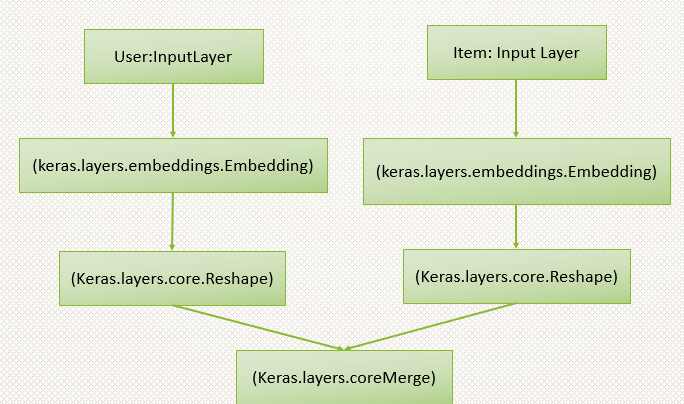 User:InputLayer
Item: Input Layer
(keras.layers.embeddings.Embedding)
(keras.layers.embeddings.Embedding)
(Keras.layers.core.Reshape)
(Keras.layers.core.Reshape)
(Keras.layers.coreMerge)